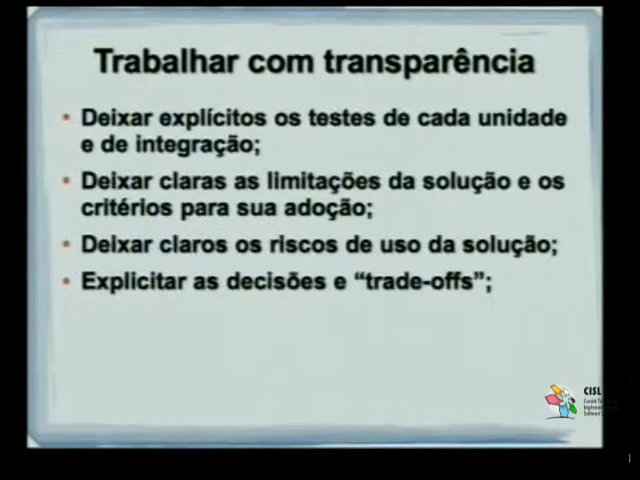 Trabalhar com transparência
• Deixar explícitos os testes de cada unidade
e de integração;
• Deixar claras as limitações da solução e os
critérios para sua adoção;
• Deixar claros os riscos de uso da solução;
• Explicitar as decisões e “trade-offs”;
CISL